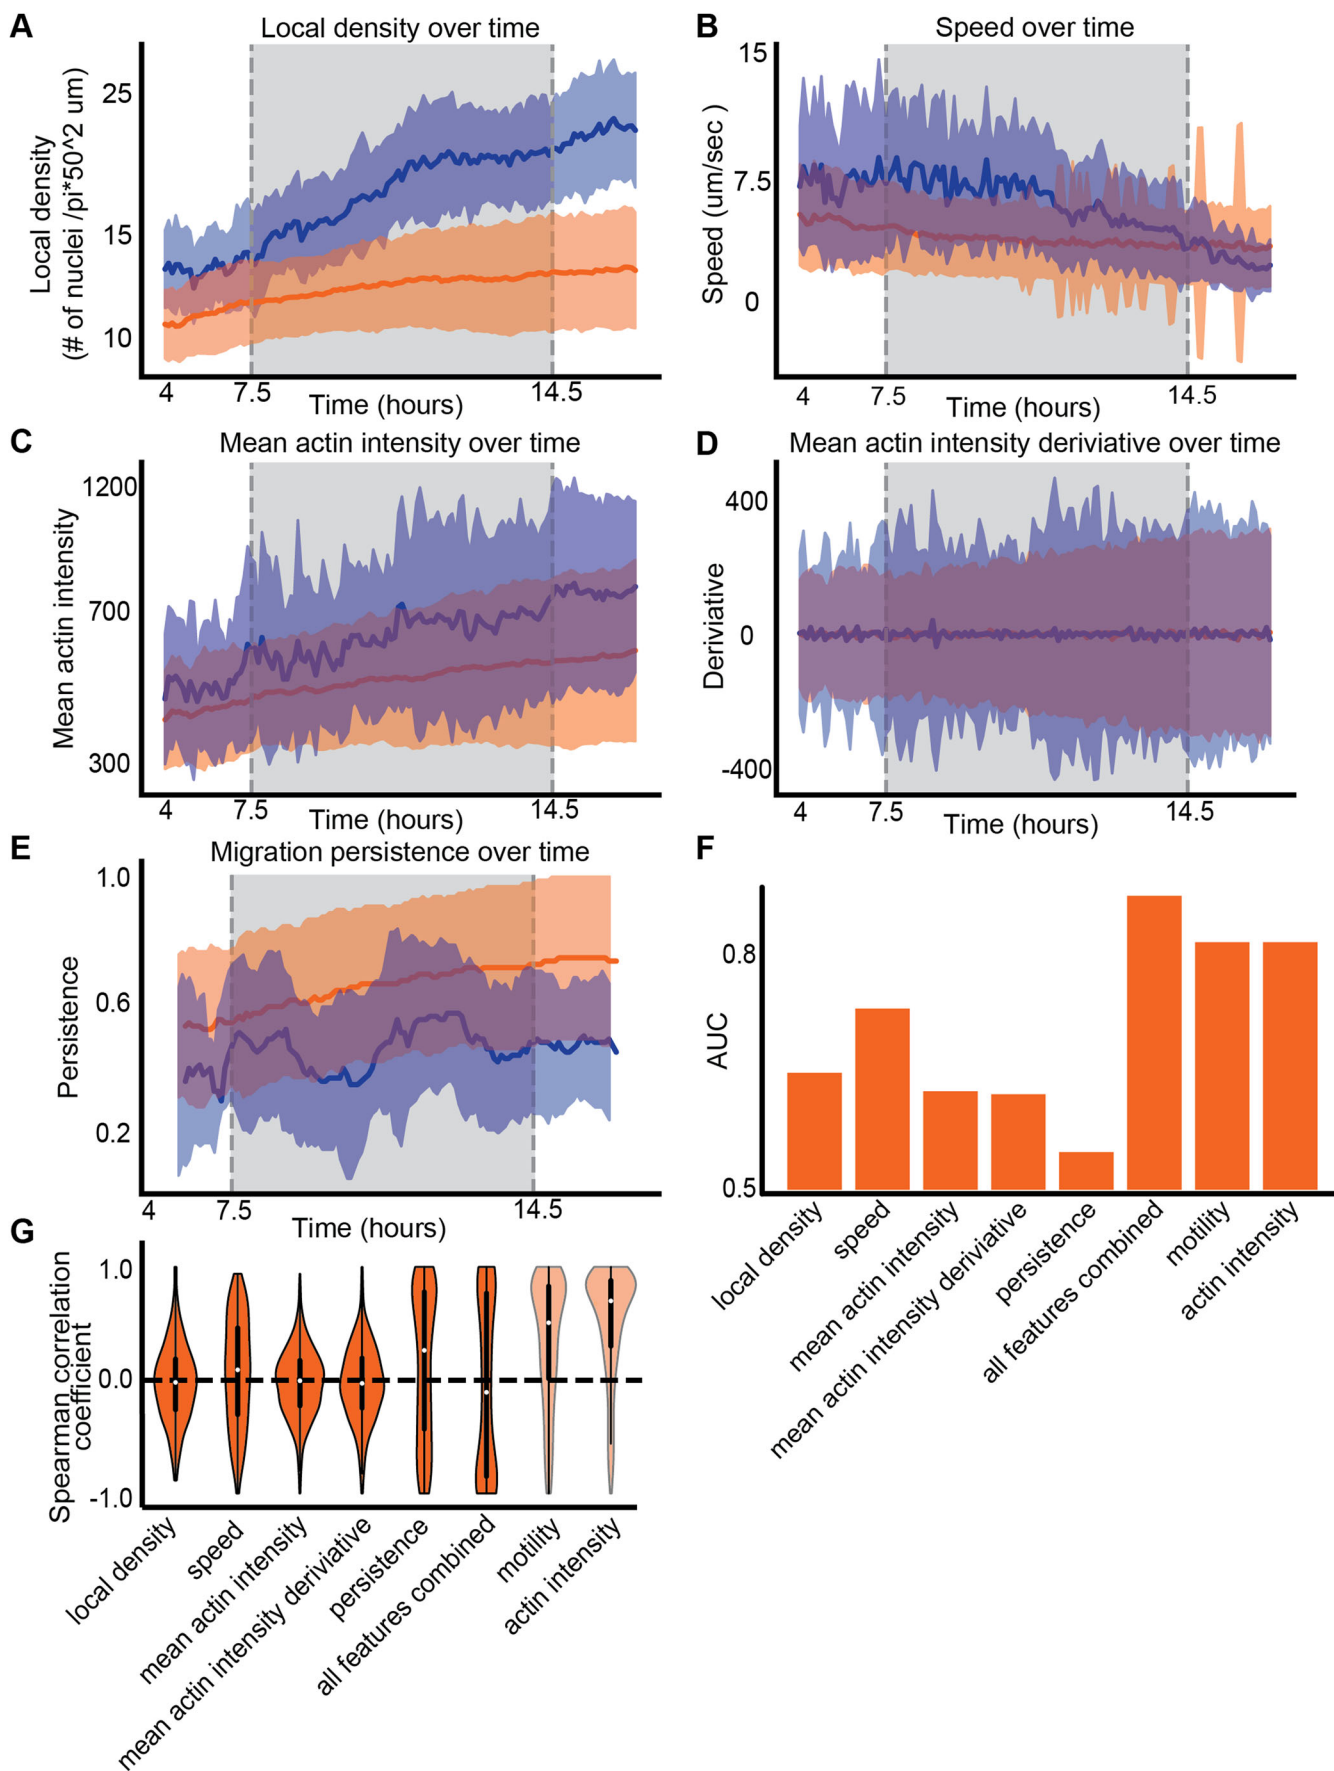 A
Local density over time
Local density
(# of nuclei /pi*50^2 um)
25
15
10
4
7.5
14.5
Time (hours)
B
Speed over time
Speed (um/sec )
15
7.5
0
4
7.5
14.5
Time (hours)
C
Mean actin intensity over time
Mean actin intensity
1200
700
300
4
7.5
14.5
Time (hours)
D
Mean actin intensity deriviative over time
Deriviative
400
0
-400
4
7.5
14.5
Time (hours)
E
Migration persistence over time
Persistence
1.0
0.6
0.2
4
7.5
14.5
Time (hours)
F
AUC
0.8
0.5
local density
speed
mean actin intensity
mean actin intensity deriviative
persistence
all features combined
motility
actin intensity
G
Spearman correlation
coefficient
1.0
0.0
-1.0
local density
speed
mean actin intensity
mean actin intensity deriviative
persistence
all features combined
motility
actin intensity